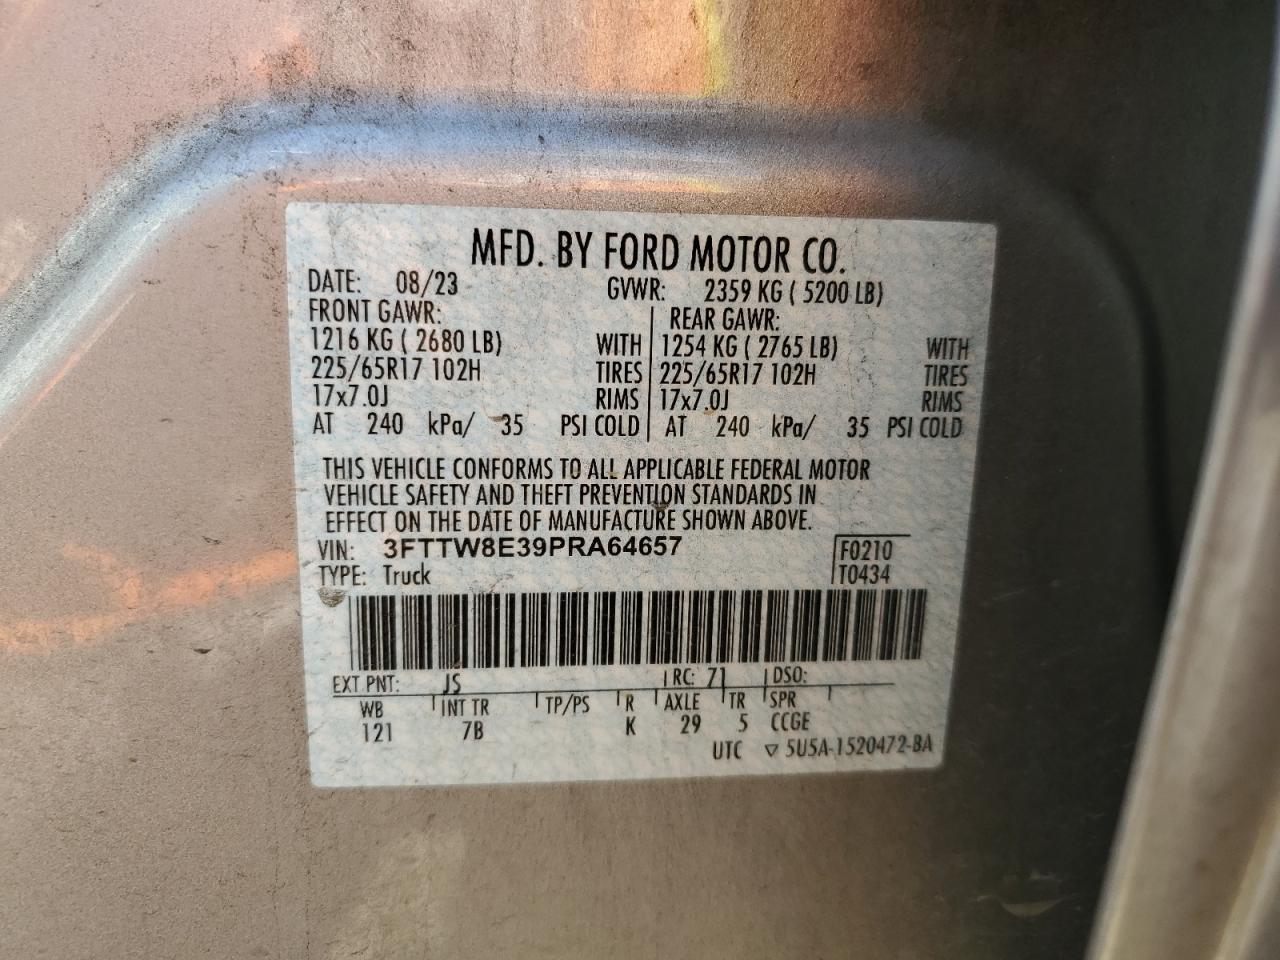 MFD. BY FORD MOTOR CO.
DATE: 08/23 GVWR: 2359 KG ( 5200 LB)
FRONT GAWR: REAR GAWR:
1216 KG ( 2680 LB) WITH 1254 KG ( 2765 LB) WITH
225/65R17 102H TIRES 225/65R17 102H TIRES
17x7.0J RIMS 17x7.0J RIMS
AT 240 kPa/ 35 PSI COLD AT 240 kPa/ 35 PSI COLD
THIS VEHICLE CONFORMS TO ALL APPLICABLE FEDERAL MOTOR
VEHICLE SAFETY AND THEFT PREVENTION STANDARDS IN
EFFECT ON THE DATE OF MANUFACTURE SHOWN ABOVE.
VIN: 3FTTW8E39PRA64657 F0210
TYPE: Truck T0434
EXT PNT: JS RC: 71 DSO:
WB INT TR TP/PS R AXLE TR SPR
121 7B K 29 5 CCGE
UTC ▽ 5U5A-1520472-BA